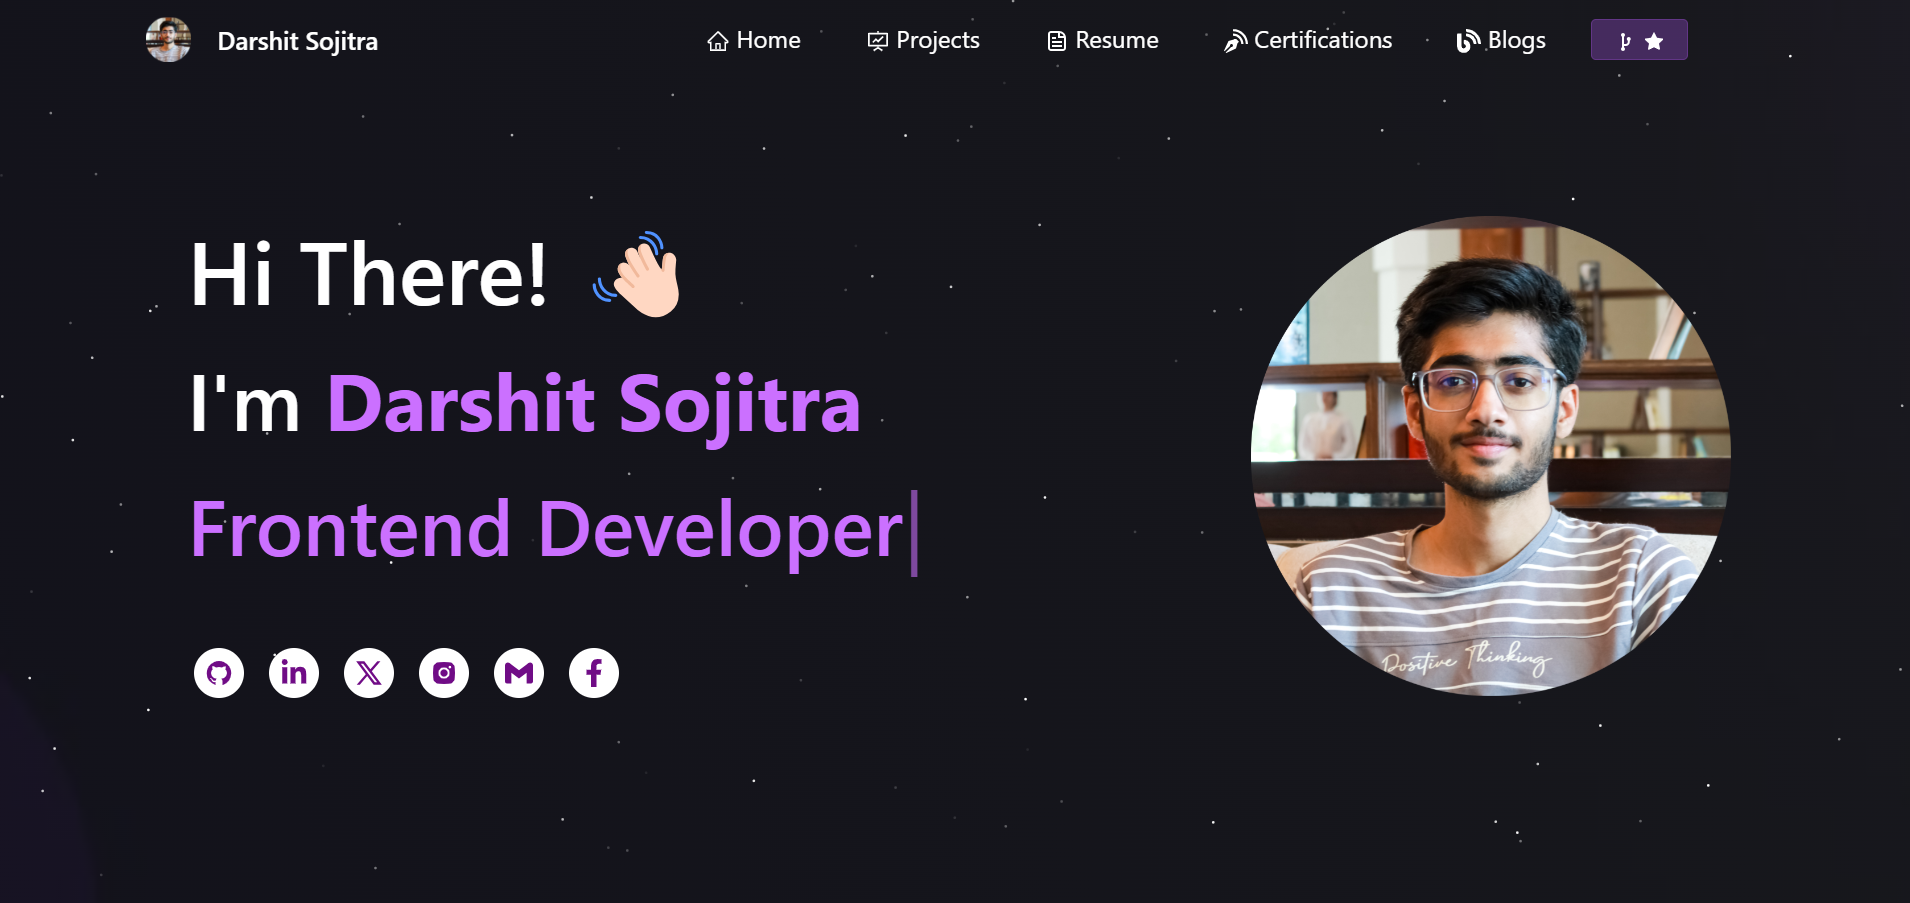 Darshit Sojitra
Home Projects Resume Certifications Blogs
Hi There!
I'm Darshit Sojitra
Frontend Developer
Positive Thinking